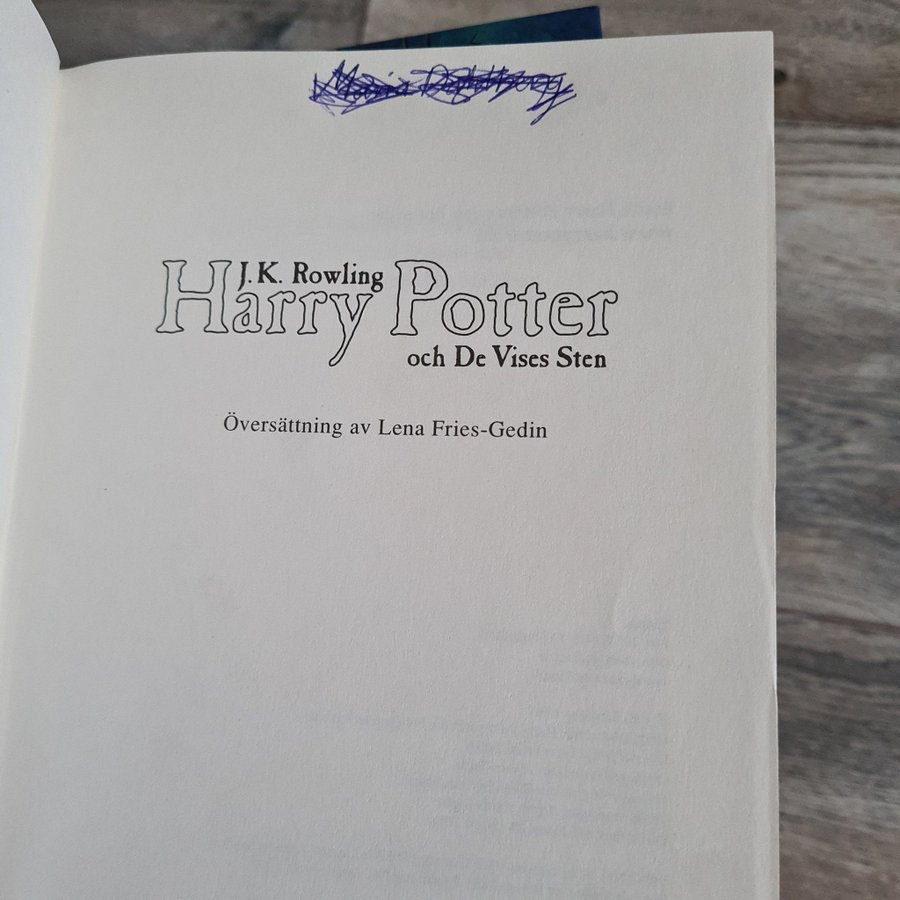 J.K. Rowling
Harry Potter
och De Vises Sten
Översättning av Lena Fries-Gedin